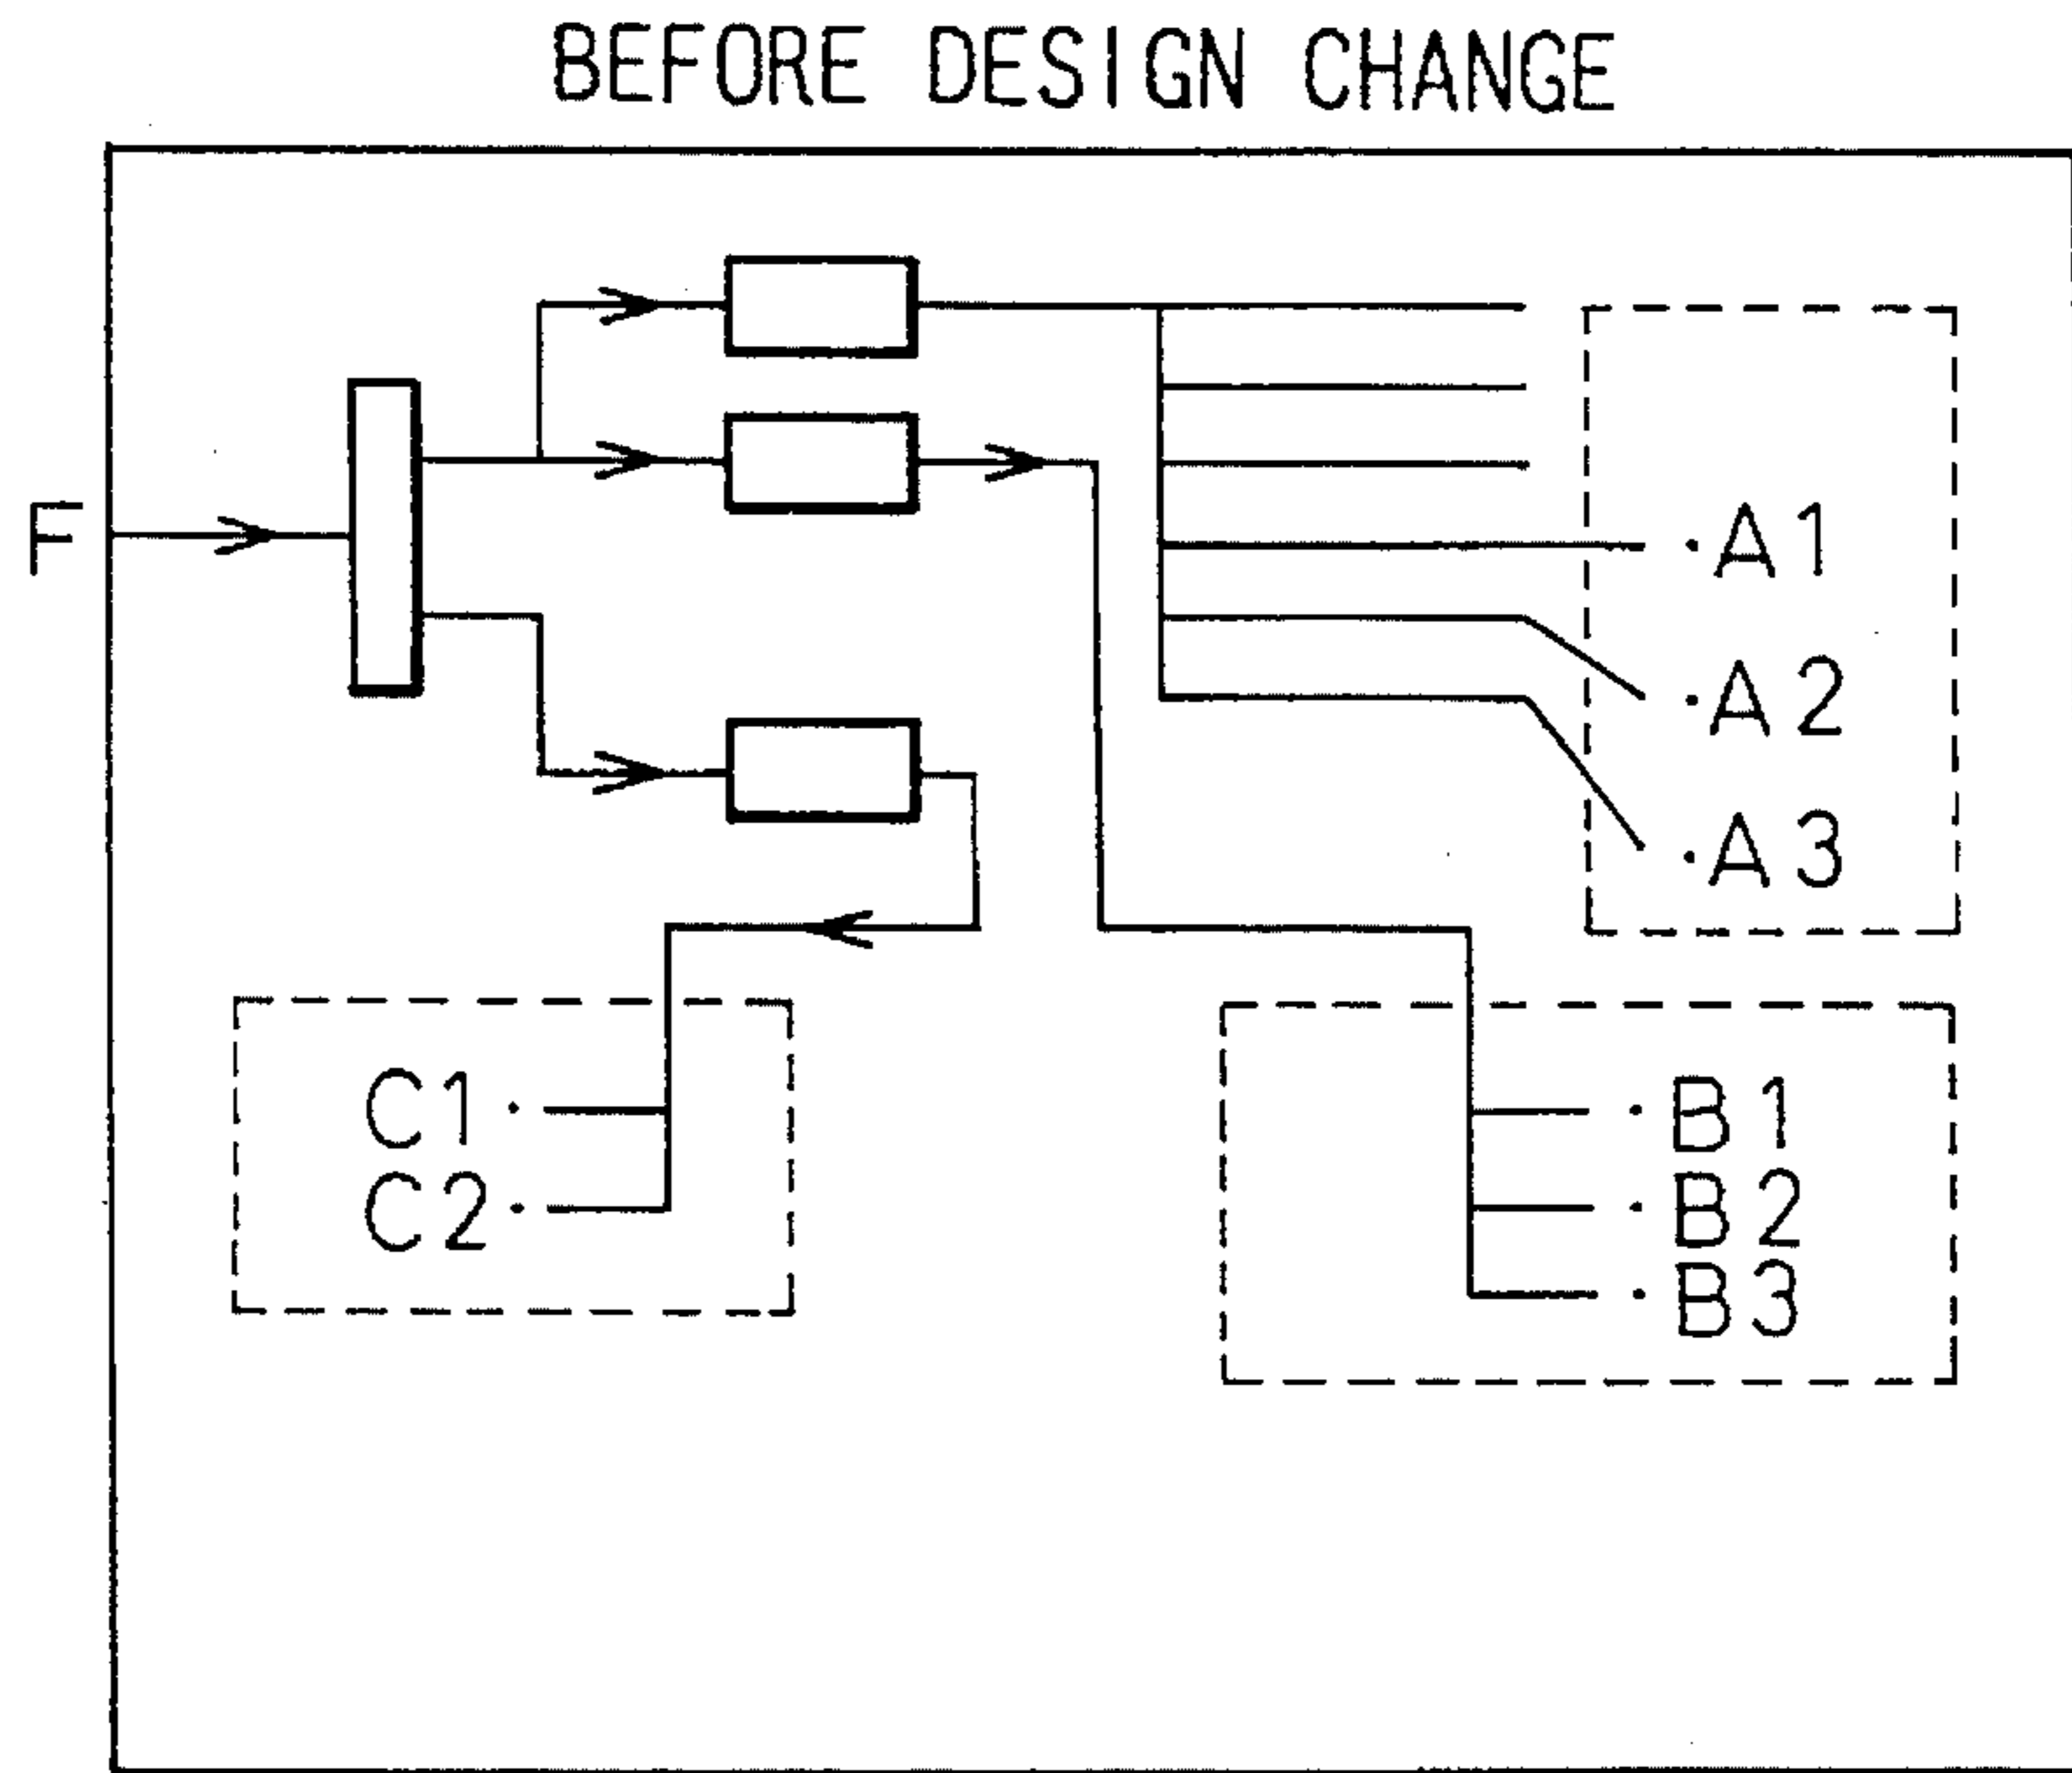 BEFORE DESIGN CHANGE
F
A1
A2
A3
C1
C2
B1
B2
B3